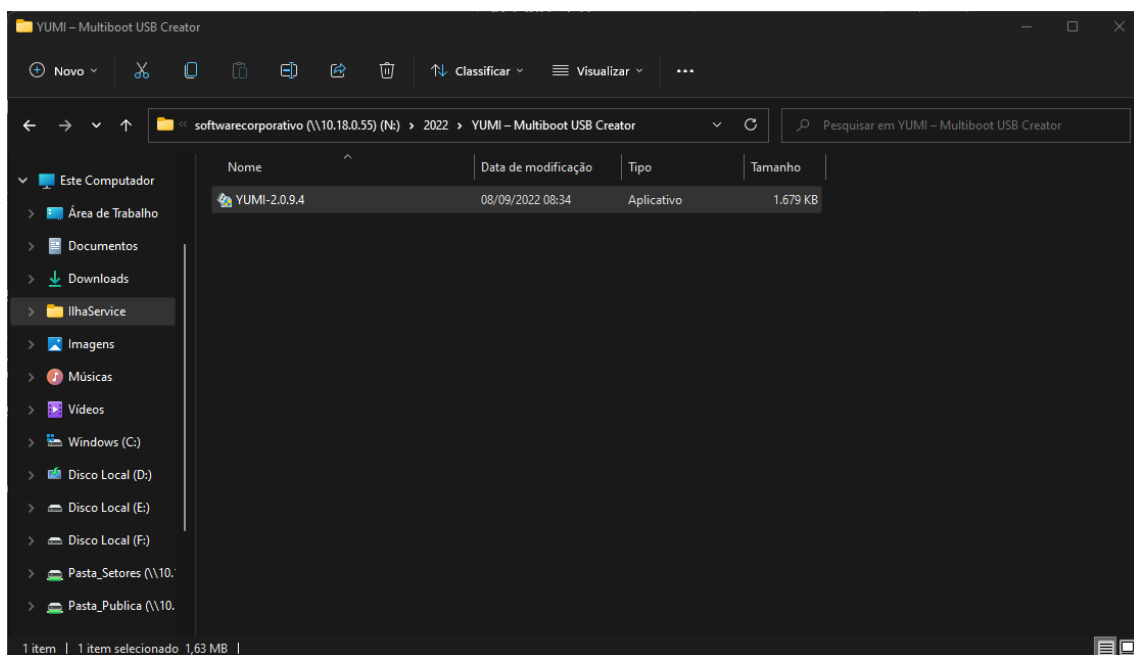 YUMI – Multiboot USB Creator
Novo
Classificar
Visualizar
« softwarecorporativo (\\10.18.0.55) (N:) > 2022 > YUMI – Multiboot USB Creator
Pesquisar em YUMI – Multiboot USB Creator
Nome Data de modificação Tipo Tamanho
YUMI-2.0.9.4 08/09/2022 08:34 Aplicativo 1.679 KB
Este Computador
Área de Trabalho
Documentos
Downloads
IlhaService
Imagens
Músicas
Vídeos
Windows (C:)
Disco Local (D:)
Disco Local (E:)
Disco Local (F:)
Pasta_Setores (\\10.
Pasta_Publica (\\10.
1 item | 1 item selecionado 1,63 MB |